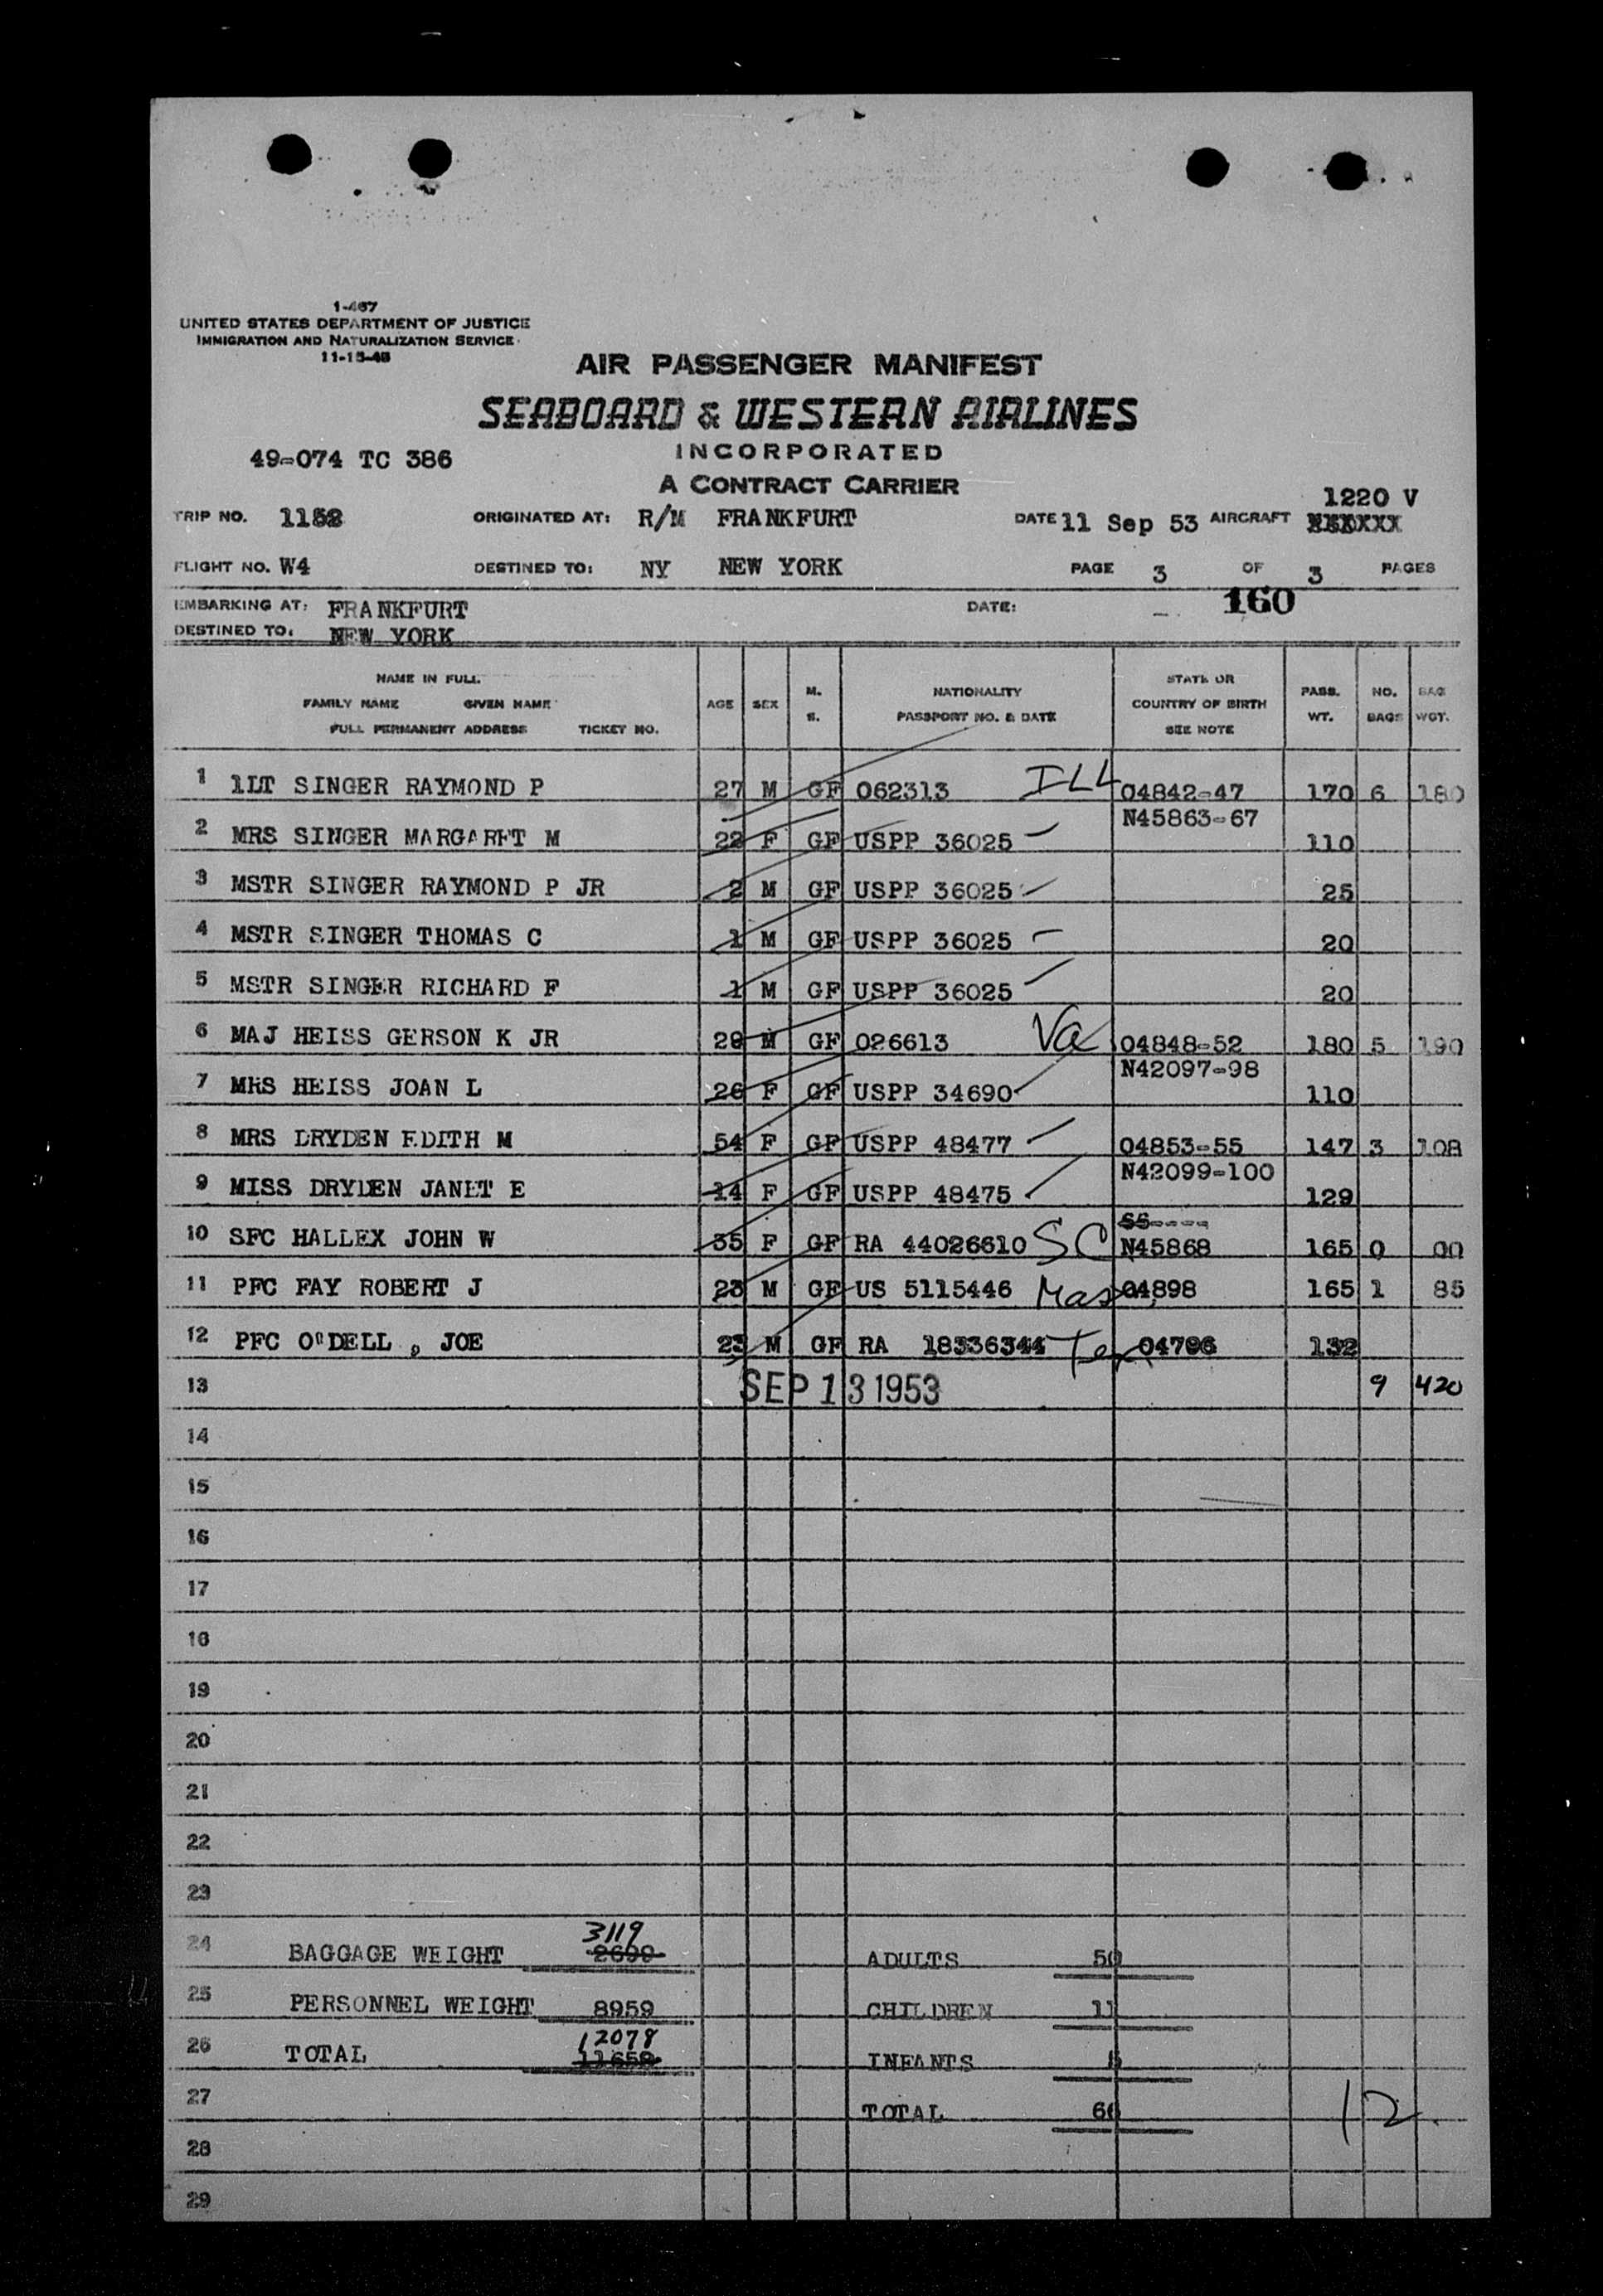 1-467
UNITED STATES DEPARTMENT OF JUSTICE
IMMIGRATION AND NATURALIZATION SERVICE
11-15-48
AIR PASSENGER MANIFEST
SEABOARD & WESTERN AIRLINES
INCORPORATED
49-074 TC 386
A CONTRACT CARRIER
1220 V
TRIP NO. 1152 ORIGINATED AT: R/M FRANKFURT DATE 11 Sep 53 AIRCRAFT
FLIGHT NO. W4 DESTINED TO: NY NEW YORK PAGE 3 OF 3 PAGES
EMBARKING AT: FRANKFURT DATE: 160
DESTINED TO: NEW YORK
NAME IN FULL
FAMILY NAME GIVEN NAME
FULL PERMANENT ADDRESS TICKET NO.
AGE SEX M. S. NATIONALITY PASSPORT NO. & DATE STATE OR COUNTRY OF BIRTH SEE NOTE PASS. WT. NO. BAGS BAG WGT.
1 1LT SINGER RAYMOND P 27 M GF 062313 ILL 04842-47 170 6 180
N45863-67
2 MRS SINGER MARGARET M 22 F GF USPP 36025 110
3 MSTR SINGER RAYMOND P JR 2 M GF USPP 36025 25
4 MSTR SINGER THOMAS C 1 M GF USPP 36025 20
5 MSTR SINGER RICHARD F 1 M GF USPP 36025 20
6 MAJ HEISS GERSON K JR 29 M GF 026613 Va 04848-52 180 5 190
N42097-98
7 MRS HEISS JOAN L 26 F GF USPP 34690 110
8 MRS DRYDEN EDITH M 54 F GF USPP 48477 04853-55 147 3 108
N42099-100
9 MISS DRYDEN JANET E 14 F GF USPP 48475 129
SS----
10 SFC HALLEX JOHN W 35 F GF RA 44026610 SC N45868 165 0 00
11 PFC FAY ROBERT J 23 M GF US 5115446 Mass 04898 165 1 85
12 PFC O"DELL , JOE 23 M GF RA 18336344 Tex 04796 132
13 SEP 13 1953 9 420
14
15
16
17
18
19
20
21
22
23
3119
24 BAGGAGE WEIGHT 2699 ADULTS 50
25 PERSONNEL WEIGHT 8959 CHILDREN 11
12078
26 TOTAL 11658 INFANTS 5
27 TOTAL 66 12
28
29